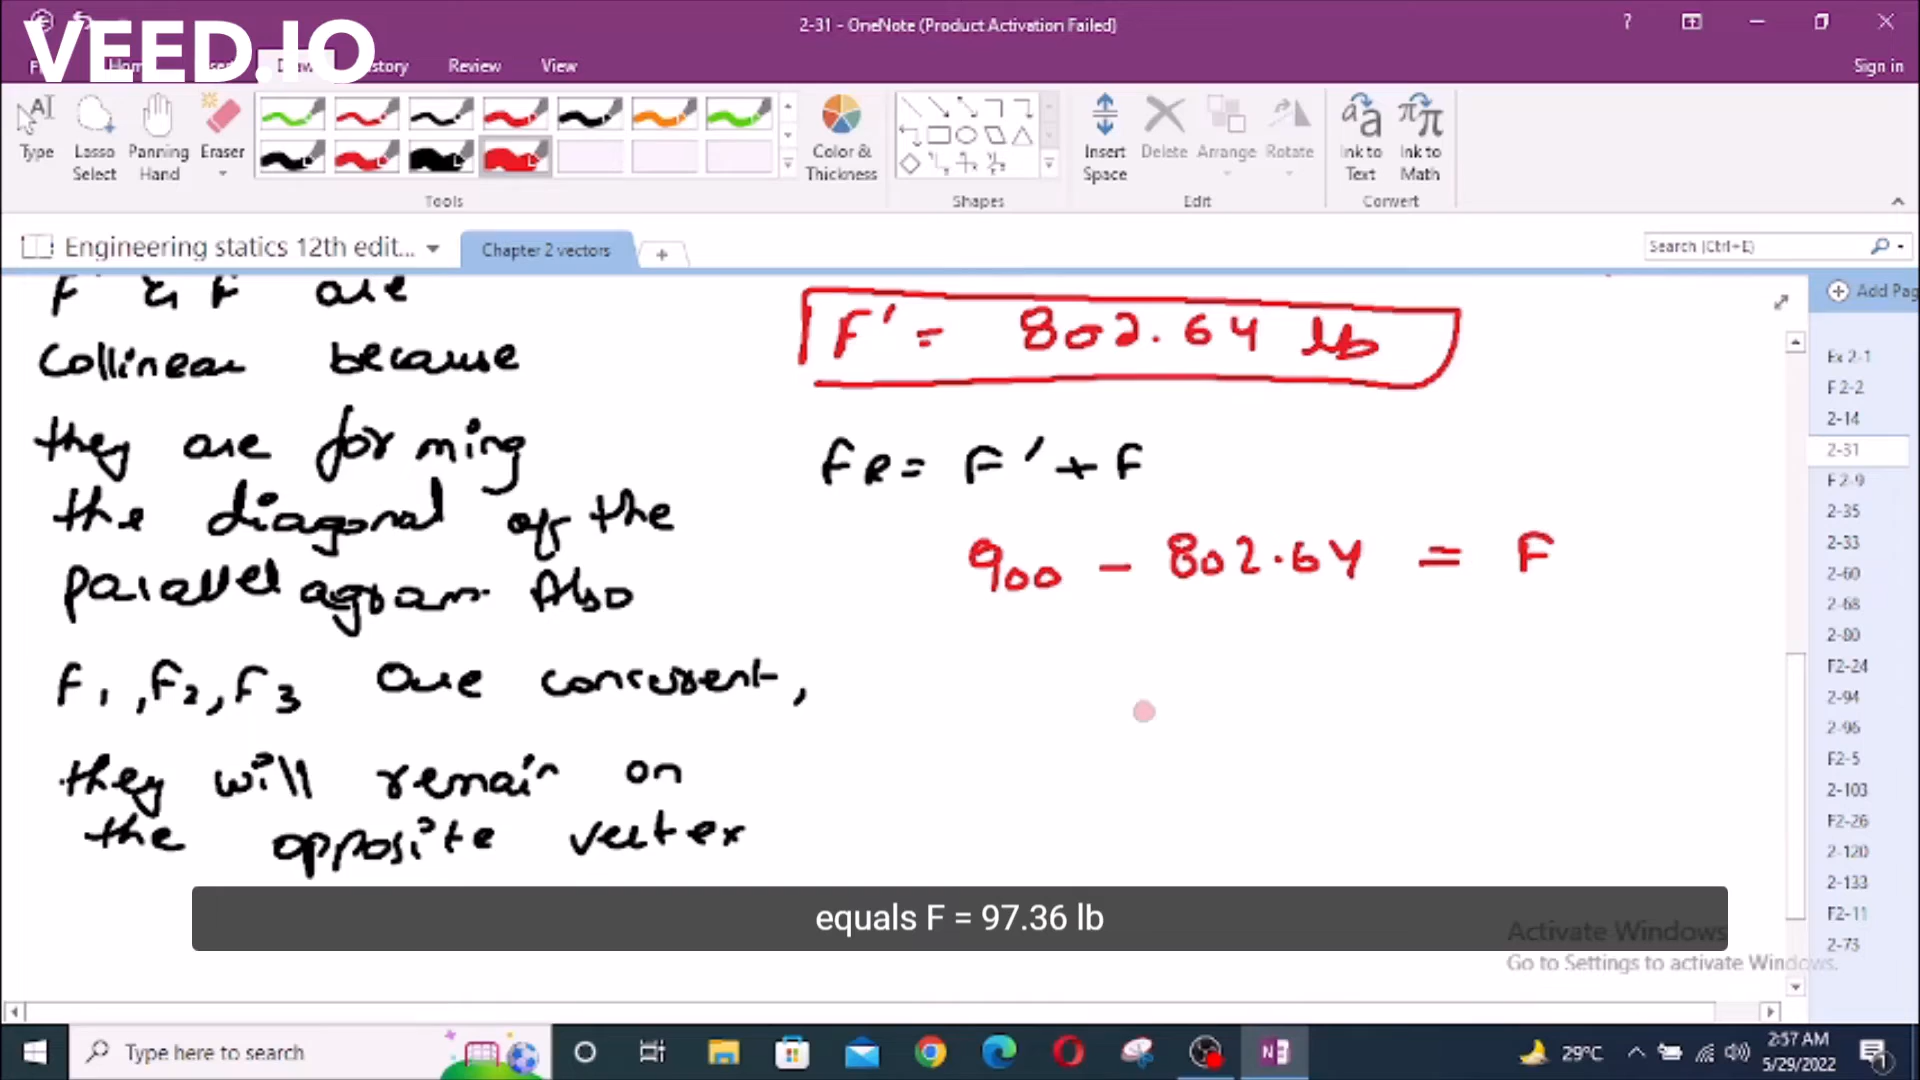 2-31 - OneNote (Product Activation Failed)
VEED.IO
Review View Sign in
Type Lasso Select Panning Hand Eraser Color & Thickness Insert Space Delete Arrange Rotate Ink to Text Ink to Math
Tools Shapes Edit Convert
Engineering statics 12th edit... Chapter 2 vectors Search (Ctrl+E)
are
collinear because
they are forming
the diagonal of the
parallelagram. Also
F1, F2, F3 are concurrent,
they will remain on
the opposite vertex
F' = 802.64 lb
FR = F' + F
900 - 802.64 = F
Add Pag
Ex 2-1
F 2-2
2-14
2-31
F 2-9
2-35
2-33
2-60
2-68
2-80
F2-24
2-94
2-96
F2-5
2-103
F2-26
2-120
2-133
F2-11
2-73
equals F = 97.36 lb
Activate Windows
Go to Settings to activate Windows.
Type here to search
29°C
2:57 AM
5/29/2022